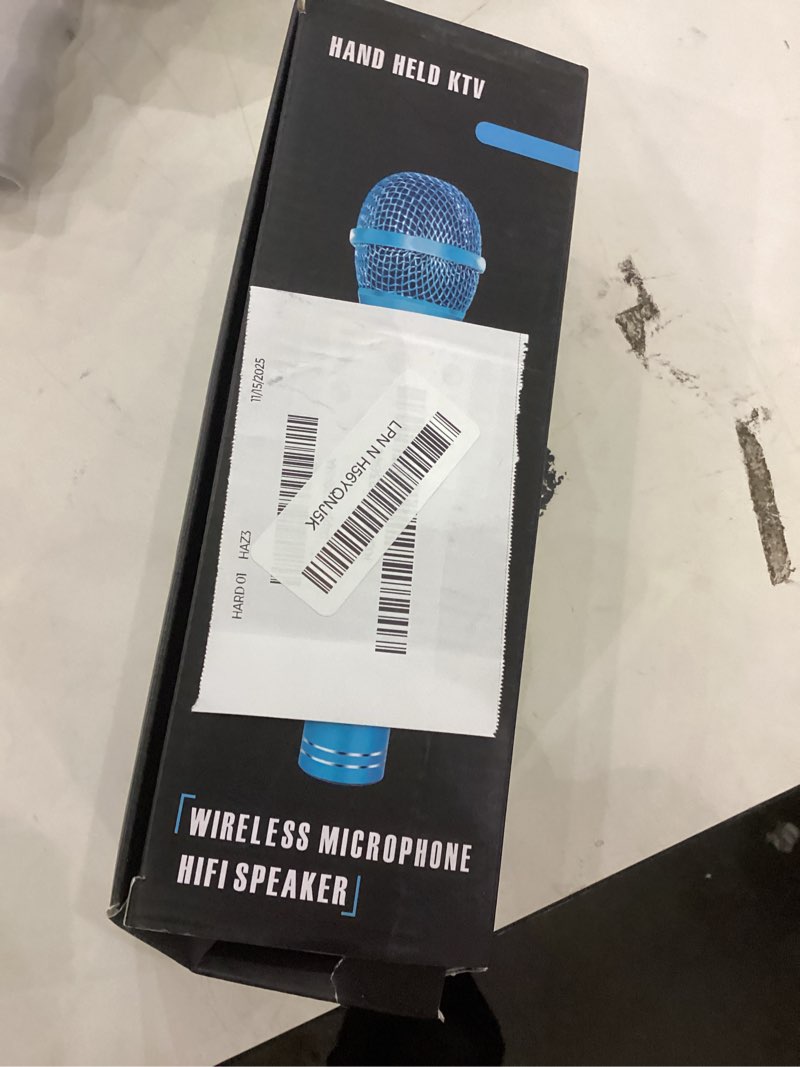 HAND HELD KTV
11/15/2025
HARD 01 HAZ3
LPN N H56YQNJ5K
WIRELESS MICROPHONE
HIFI SPEAKER